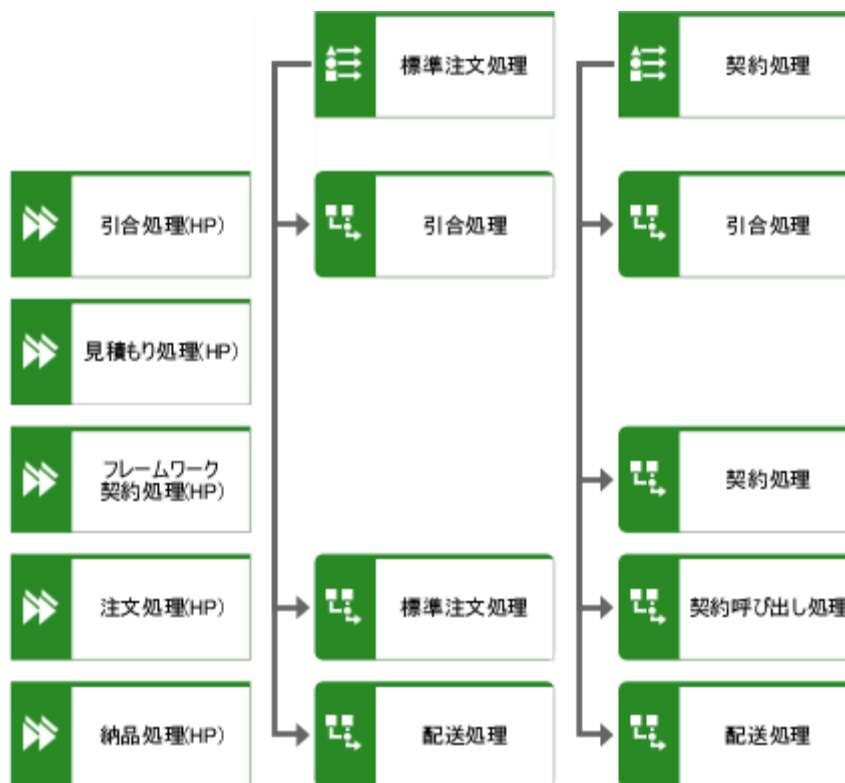 標準注文処理
契約処理
引合処理(HP)
引合処理
引合処理
見積もり処理(HP)
フレームワーク
契約処理(HP)
契約処理
注文処理(HP)
標準注文処理
契約呼び出し処理
納品処理(HP)
配送処理
配送処理